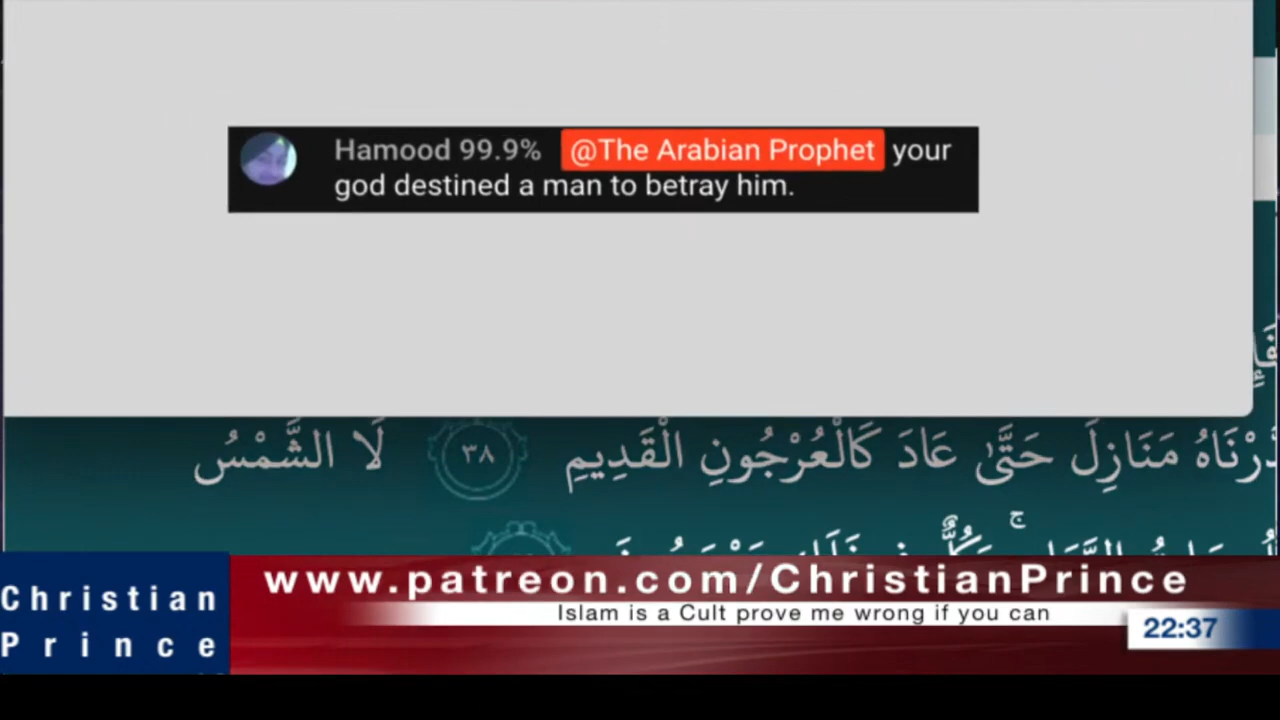 Hamood 99.9% @The Arabian Prophet your
god destined a man to betray him.
مَنَازِلَ حَتَّىٰ عَادَ كَالْعُرْجُونِ الْقَدِيمِ ٣٨ لَا الشَّمْسُ
www.patreon.com/ChristianPrince
Islam is a Cult prove me wrong if you can
Christian
Prince
22:37